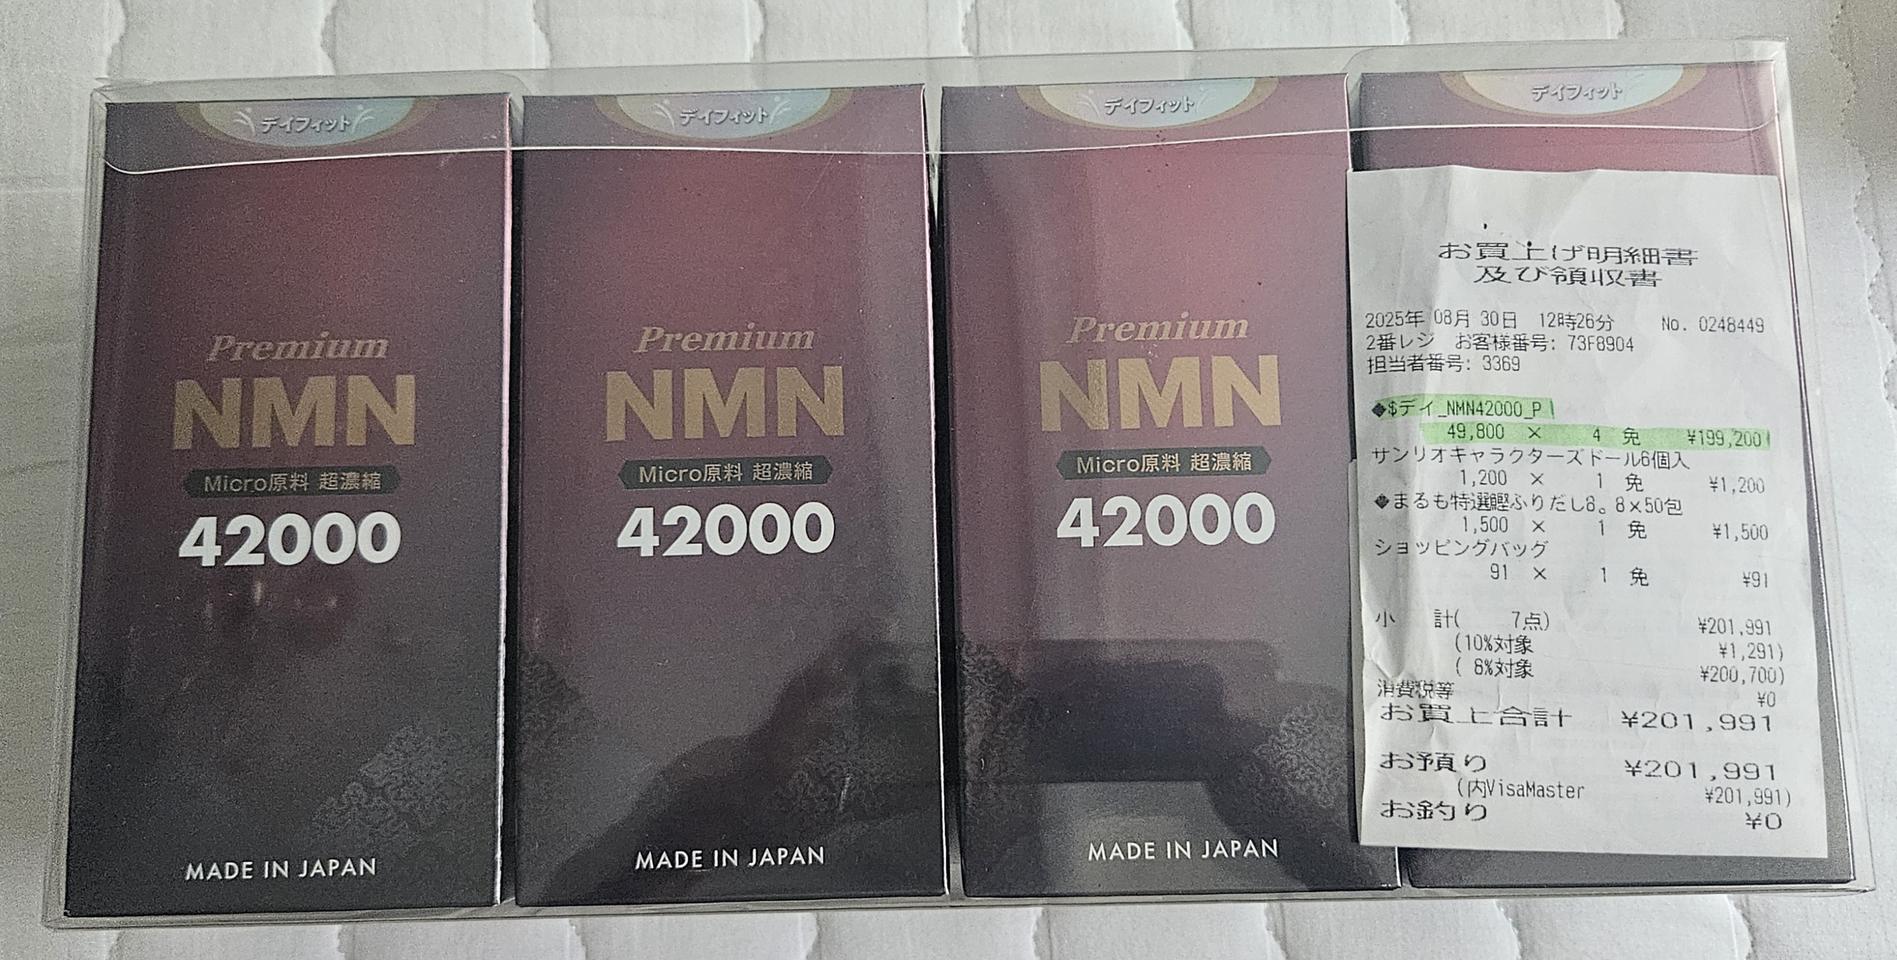 デイフィット
Premium
NMN
Micro原料 超濃縮
42000
MADE IN JAPAN
デイフィット
Premium
NMN
Micro原料 超濃縮
42000
MADE IN JAPAN
デイフィット
Premium
NMN
Micro原料 超濃縮
42000
MADE IN JAPAN
デイフィット
お買上げ明細書
及び領収書
2025年 08月 30日 12時26分 No. 0248449
2番レジ お客様番号: 73F8904
担当者番号: 3369
◆$デイ_NMN42000_P
49,800 × 4 免 ¥199,200
サンリオキャラクターズドール6個入
1,200 × 1 免 ¥1,200
◆まるも特選鰹ふりだし8。8×50包
1,500 × 1 免 ¥1,500
ショッピングバッグ
91 × 1 免 ¥91
小 計( 7点) ¥201,991
(10%対象 ¥1,291)
( 8%対象 ¥200,700)
消費税等 ¥0
お買上合計 ¥201,991
お預り ¥201,991
(内VisaMaster ¥201,991)
お釣り ¥0